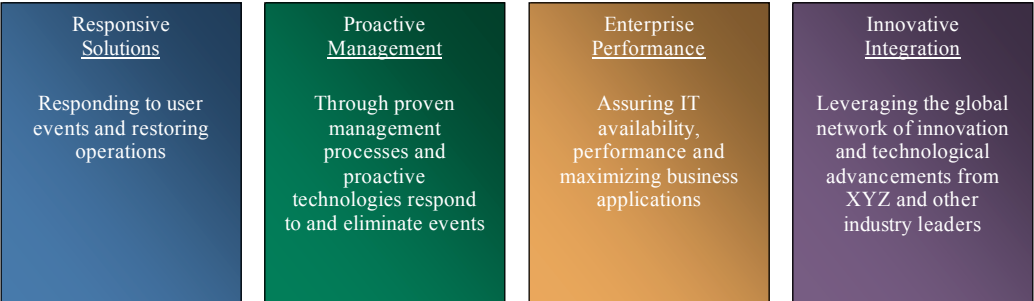 Responsive
Solutions
Responding to user
events and restoring
operations
Proactive
Management
Through proven
management
processes and
proactive
technologies respond
to and eliminate events
Enterprise
Performance
Assuring IT
availability,
performance and
maximizing business
applications
Innovative
Integration
Leveraging the global
network of innovation
and technological
advancements from
XYZ and other
industry leaders